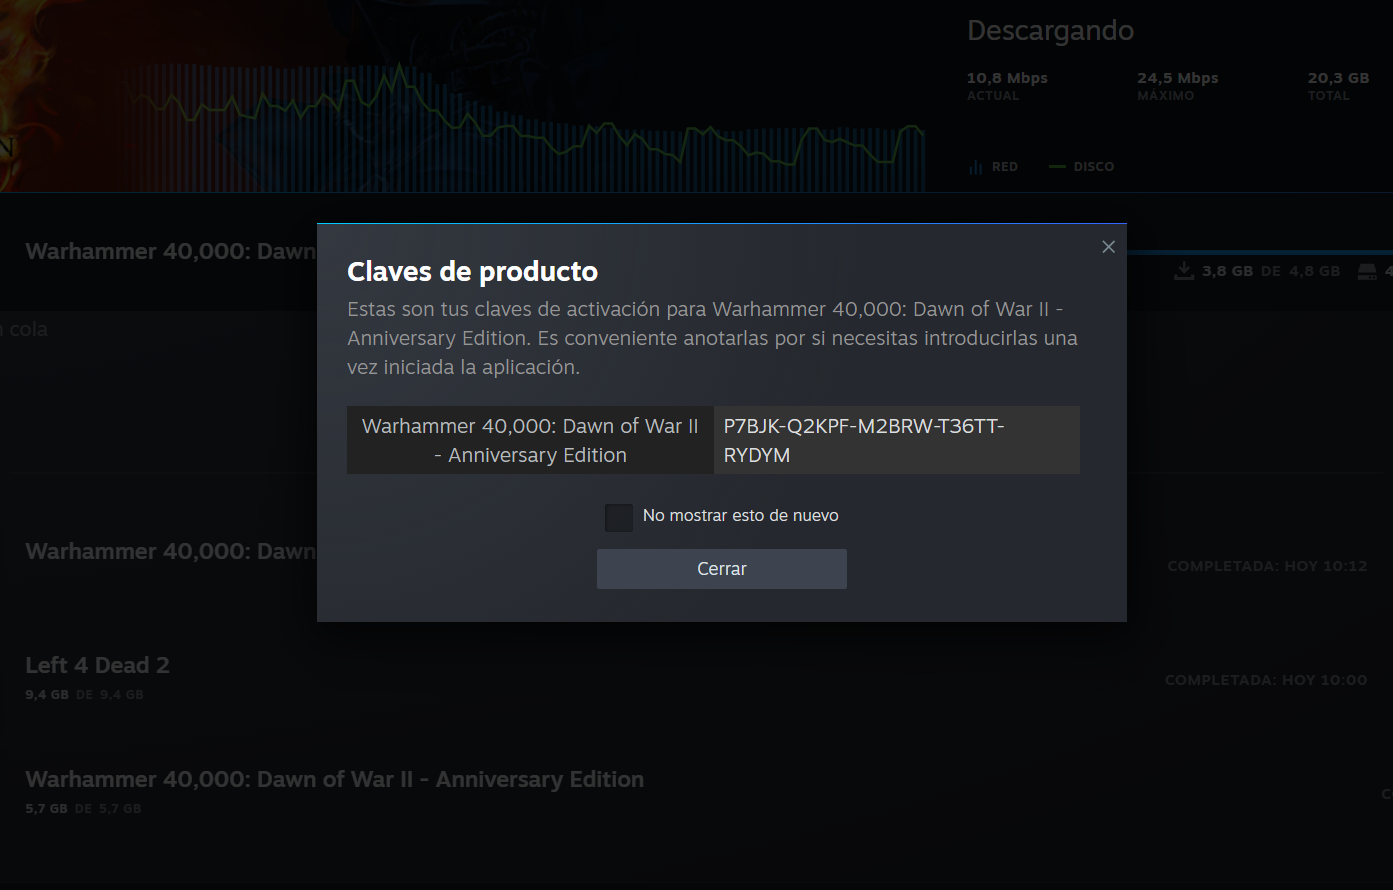 Descargando
10,8 Mbps 24,5 Mbps 20,3 GB
ACTUAL MÁXIMO TOTAL
N
RED DISCO
Warhammer 40,000: Dawn
3,8 GB DE 4,8 GB 4
cola
Claves de producto
Estas son tus claves de activación para Warhammer 40,000: Dawn of War II -
Anniversary Edition. Es conveniente anotarlas por si necesitas introducirlas una
vez iniciada la aplicación.
Warhammer 40,000: Dawn of War II
- Anniversary Edition
P7BJK-Q2KPF-M2BRW-T36TT-
RYDYM
No mostrar esto de nuevo
Cerrar
Warhammer 40,000: Dawn
COMPLETADA: HOY 10:12
Left 4 Dead 2
9,4 GB DE 9,4 GB
COMPLETADA: HOY 10:00
Warhammer 40,000: Dawn of War II - Anniversary Edition
5,7 GB DE 5,7 GB